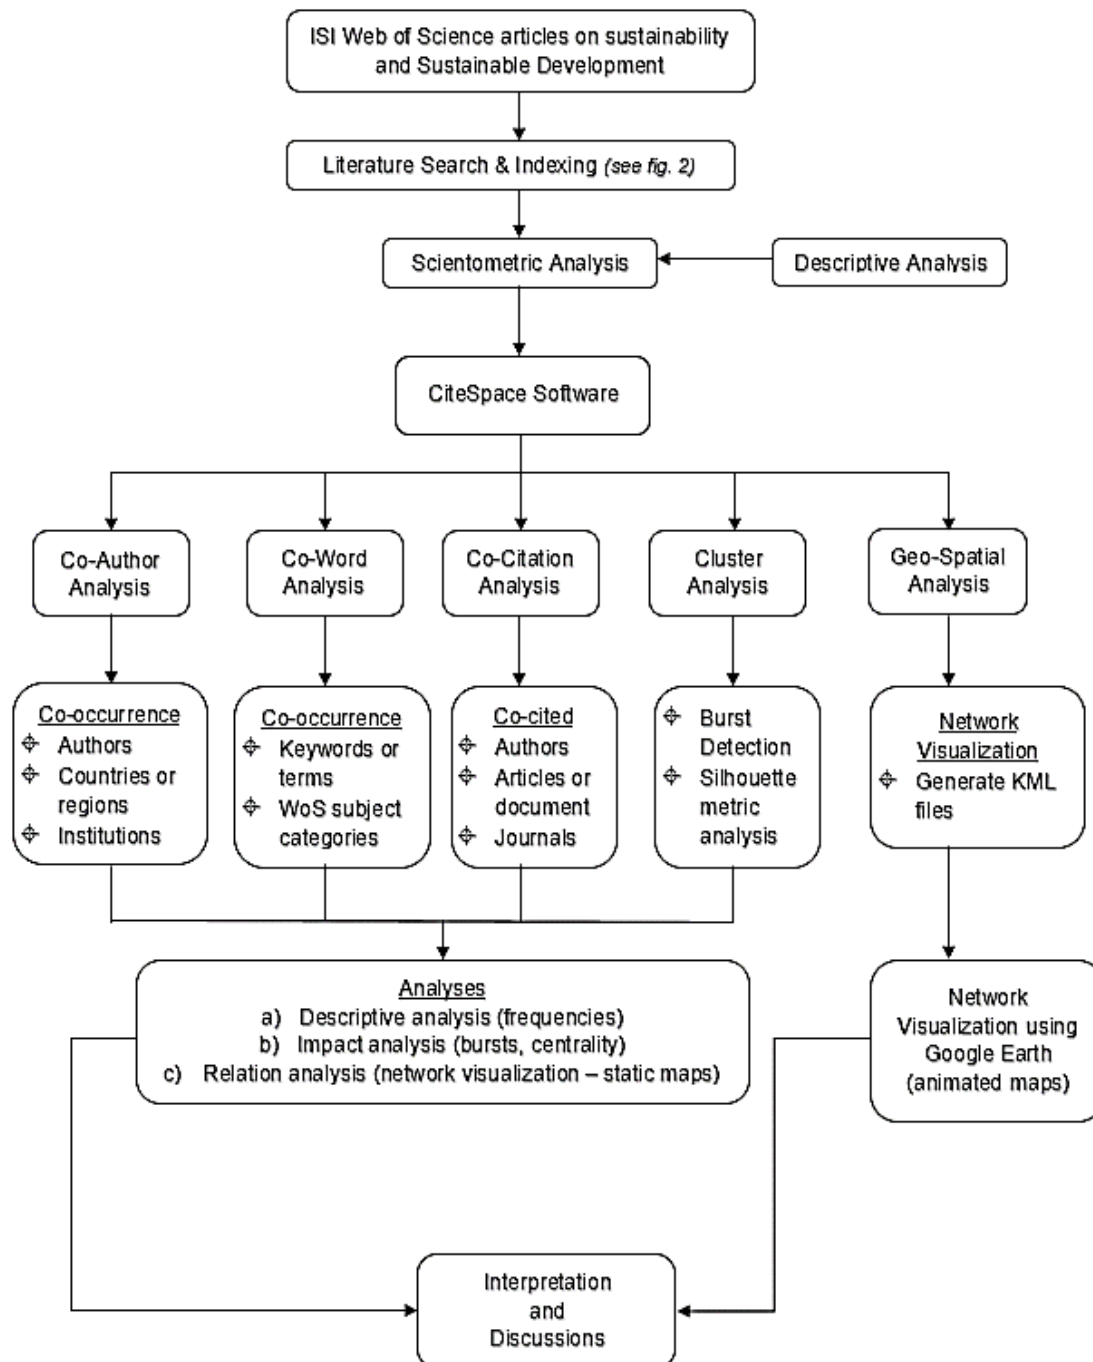 ISI Web of Science articles on sustainability
and Sustainable Development
Literature Search & Indexing (see fig. 2)
Scientometric Analysis
Descriptive Analysis
CiteSpace Software
Co-Author
Analysis
Co-Word
Analysis
Co-Citation
Analysis
Cluster
Analysis
Geo-Spatial
Analysis
Co-occurrence
Authors
Countries or
regions
Institutions
Co-occurrence
Keywords or
terms
WoS subject
categories
Co-cited
Authors
Articles or
document
Journals
Burst
Detection
Silhouette
metric
analysis
Network
Visualization
Generate KML
files
Analyses
a) Descriptive analysis (frequencies)
b) Impact analysis (bursts, centrality)
c) Relation analysis (network visualization – static maps)
Network
Visualization using
Google Earth
(animated maps)
Interpretation
and
Discussions